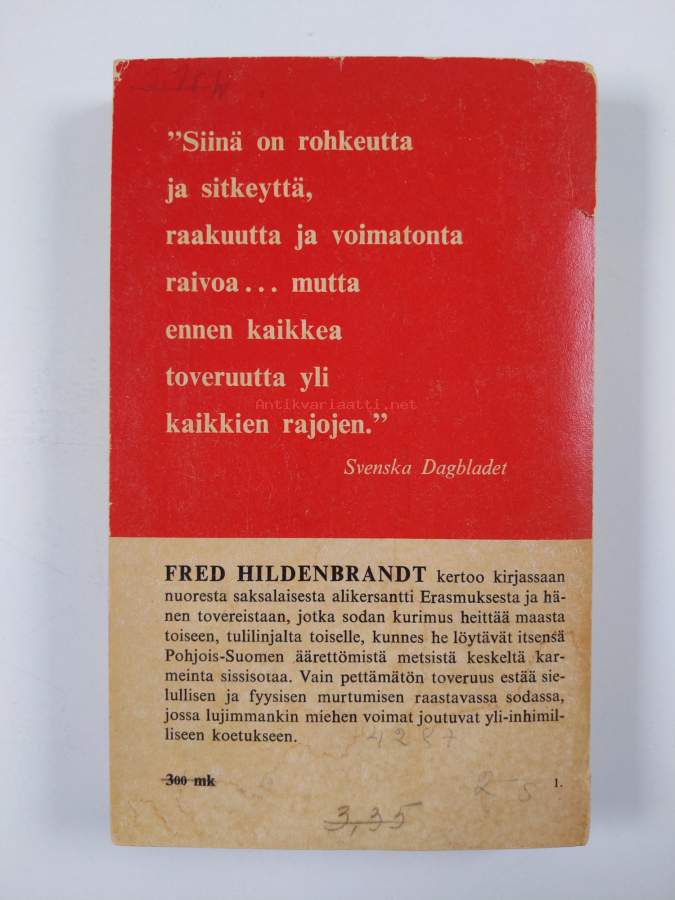 ”Siinä on rohkeutta
ja sitkeyttä,
raakuutta ja voimatonta
raivoa... mutta
ennen kaikkea
toveruutta yli
Antikvariaatti.net
kaikkien rajojen.”
Svenska Dagbladet
FRED HILDENBRANDT kertoo kirjassaan
nuoresta saksalaisesta alikersantti Erasmuksesta ja hä-
nen tovereistaan, jotka sodan kurimus heittää maasta
toiseen, tulilinjalta toiselle, kunnes he löytävät itsensä
Pohjois-Suomen äärettömistä metsistä keskeltä kar-
meinta sissisotaa. Vain pettämätön toveruus estää sie-
lullisen ja fyysisen murtumisen raastavassa sodassa,
jossa lujimmankin miehen voimat joutuvat yli-inhimil-
liseen koetukseen.
300 mk
1.
3,35